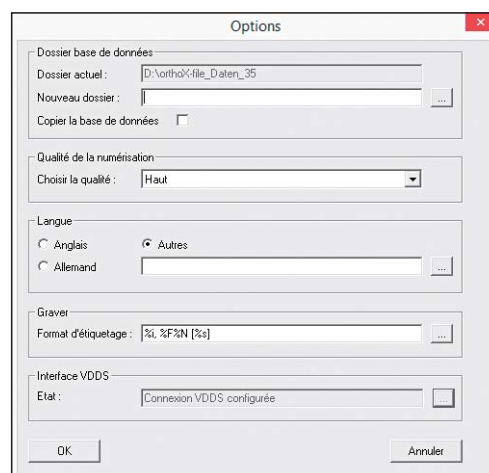 Options
Dossier base de données
Dossier actuel : D:\orthoX-file_Daten_35
Nouveau dossier : ...
Copier la base de données
Qualité de la numérisation
Choisir la qualité : Haut
Langue
Anglais Autres
Allemand ...
Graver
Format d'étiquetage : %i, %F%N [%s] ...
Interface VDDS
Etat : Connexion VDDS configurée ...
OK Annuler